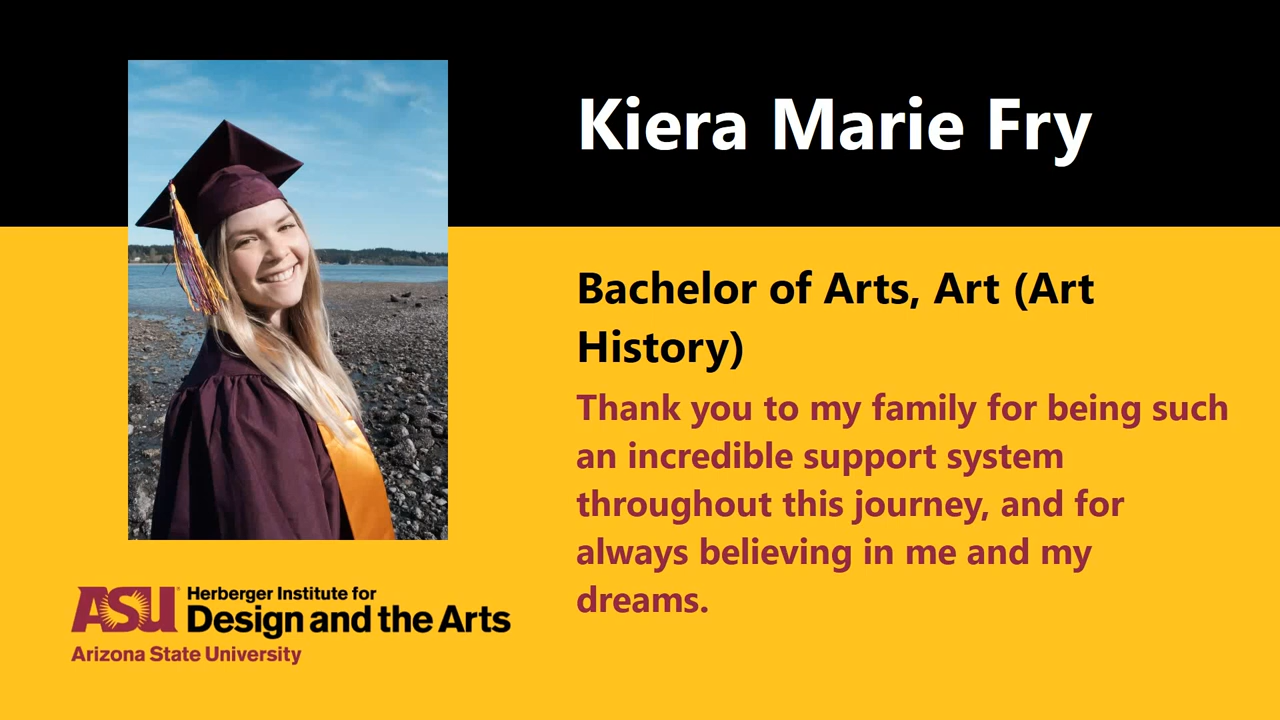 Kiera Marie Fry
Bachelor of Arts, Art (Art
History)
Thank you to my family for being such
an incredible support system
throughout this journey, and for
always believing in me and my
dreams.
ASU Herberger Institute for
Design and the Arts
Arizona State University